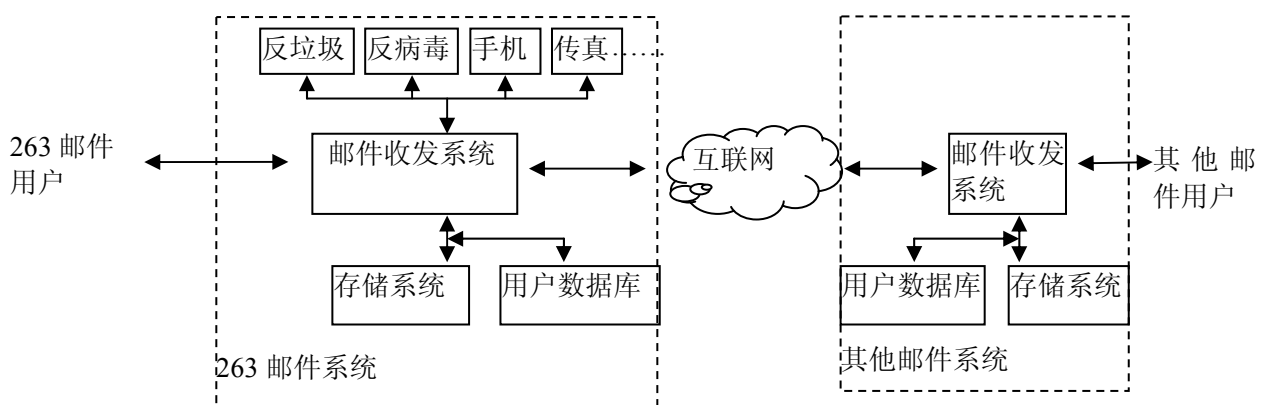 反垃圾 反病毒 手机 传真……
263 邮件
用户
邮件收发系统
互联网
邮件收发
系统
其他邮
件用户
存储系统 用户数据库
用户数据库 存储系统
263 邮件系统
其他邮件系统